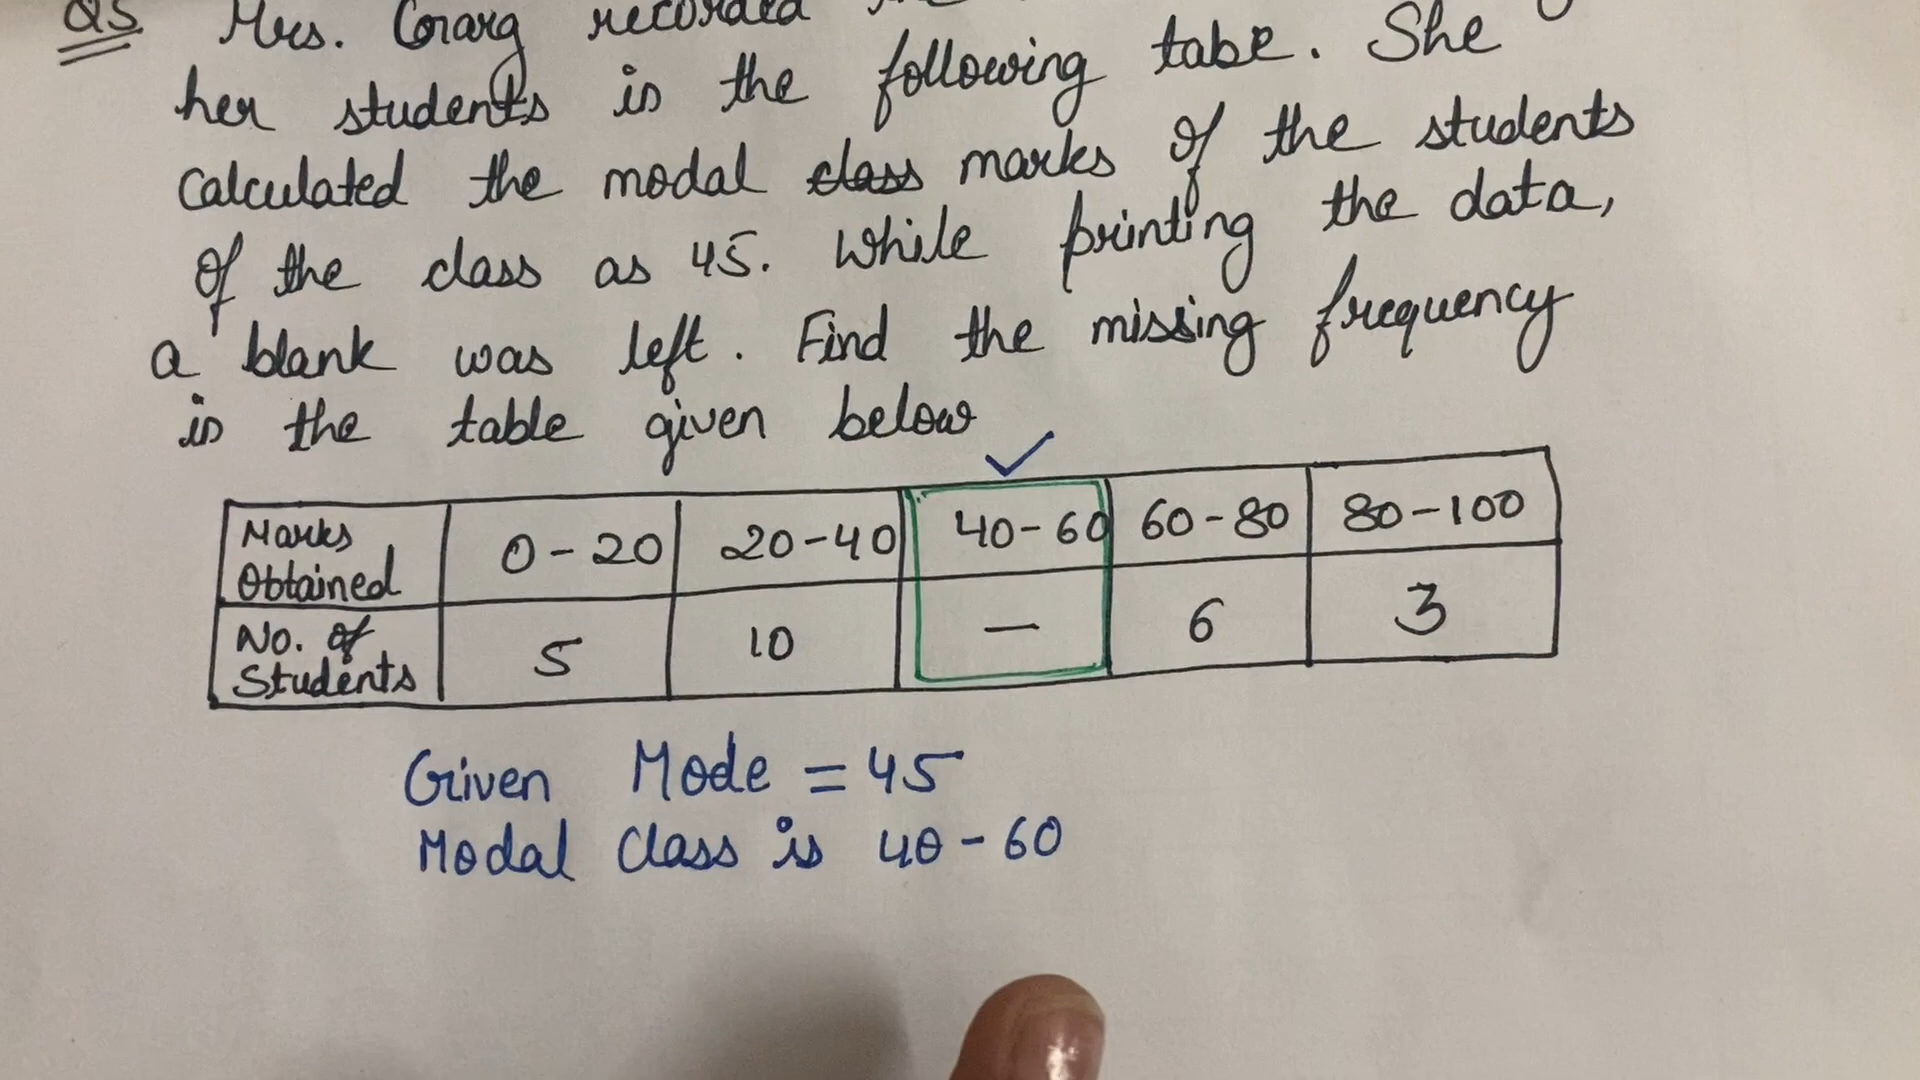 Q5 Mrs. Garg recorded
her students in the following tabe. She
calculated the modal class marks of the students
of the class as 45. While printing the data,
a blank was left. Find the missing frequency
in the table given below
Marks Obtained 0-20 20-40 40-60 60-80 80-100
No. of Students 5 10 — 6 3
Given Mode = 45
Modal Class is 40-60